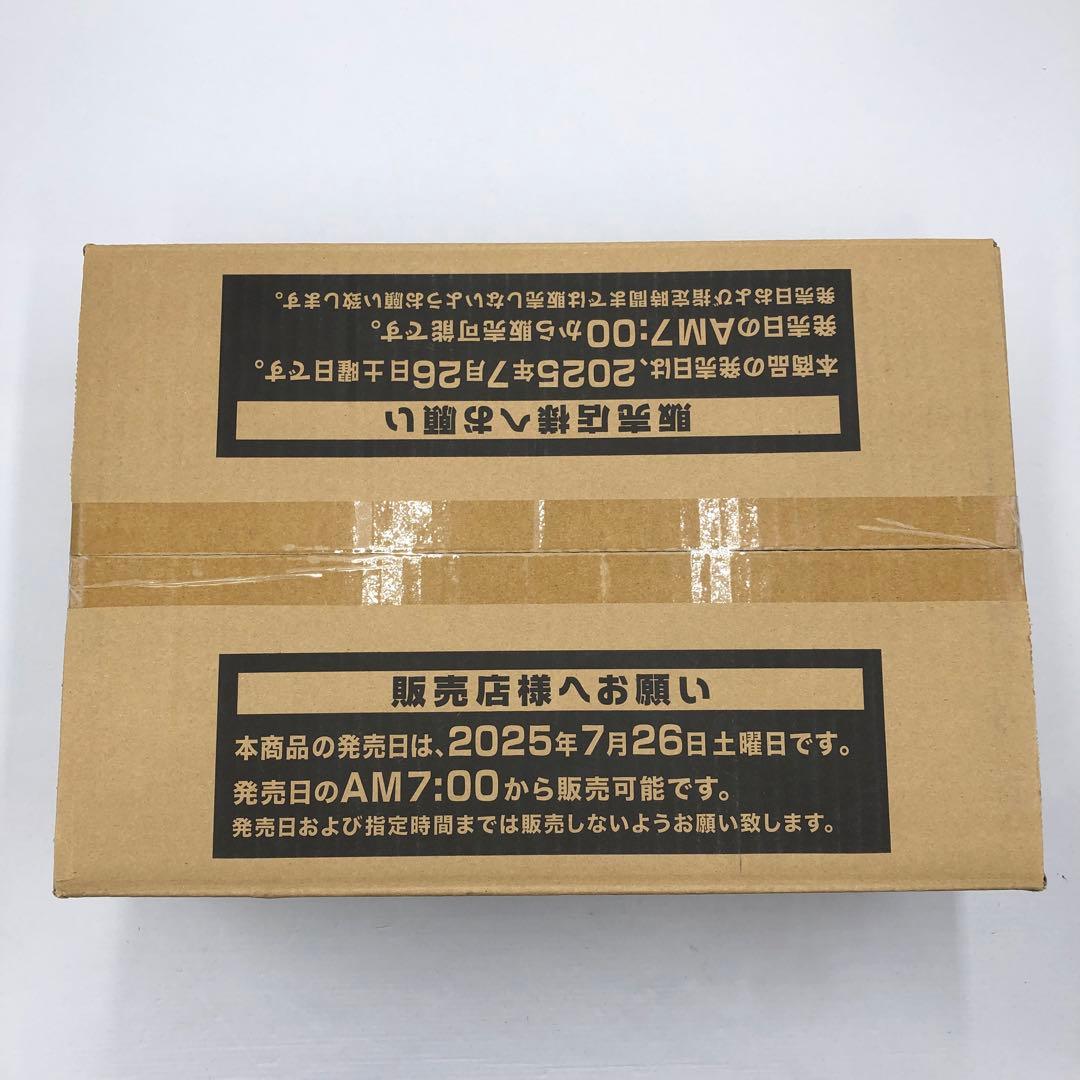 販売店様へお願い
本商品の発売日は、2025年7月26日土曜日です。
発売日のAM7:00から販売可能です。
発売日および指定時間までは販売しないようお願い致します。
販売店様へお願い
本商品の発売日は、2025年7月26日土曜日です。
発売日のAM7:00から販売可能です。
発売日および指定時間までは販売しないようお願い致します。